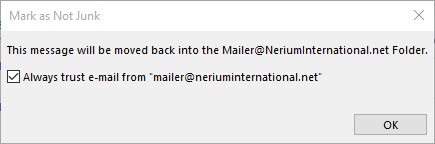 Mark as Not Junk
This message will be moved back into the Mailer@NeriumInternational.net Folder.
Always trust e-mail from "mailer@neriuminternational.net"
OK